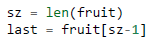 sz = len(fruit)
last = fruit[sz-1]